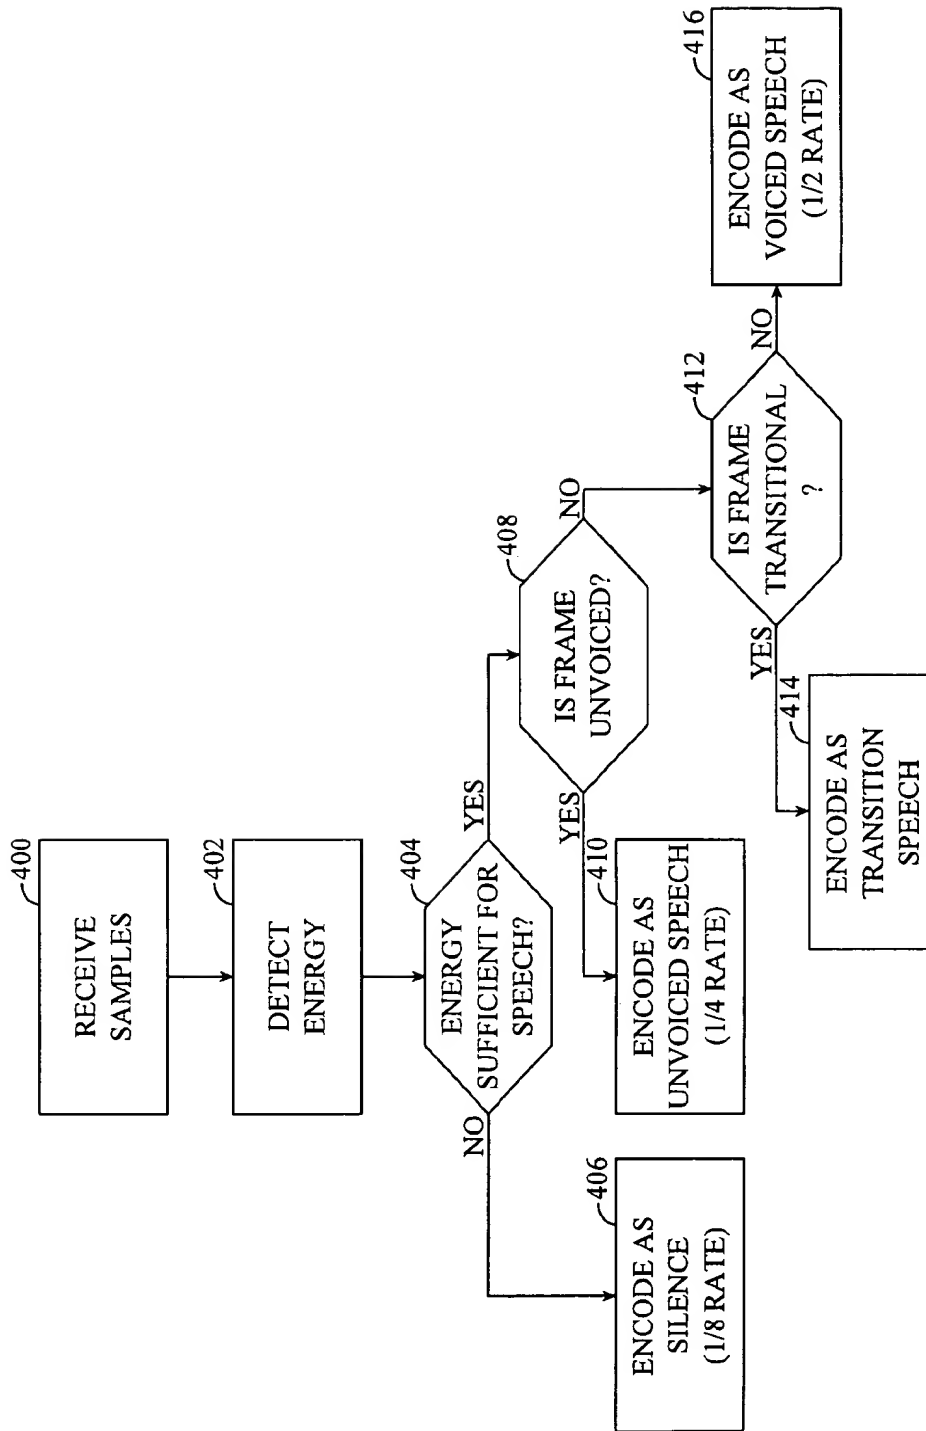 400
RECEIVE
SAMPLES
402
DETECT
ENERGY
404
ENERGY
SUFFICIENT FOR
SPEECH?
NO
YES
406
ENCODE AS
SILENCE
(1/8 RATE)
408
IS FRAME
UNVOICED?
YES
NO
410
ENCODE AS
UNVOICED SPEECH
(1/4 RATE)
412
IS FRAME
TRANSITIONAL
?
YES
NO
414
ENCODE AS
TRANSITION
SPEECH
416
ENCODE AS
VOICED SPEECH
(1/2 RATE)